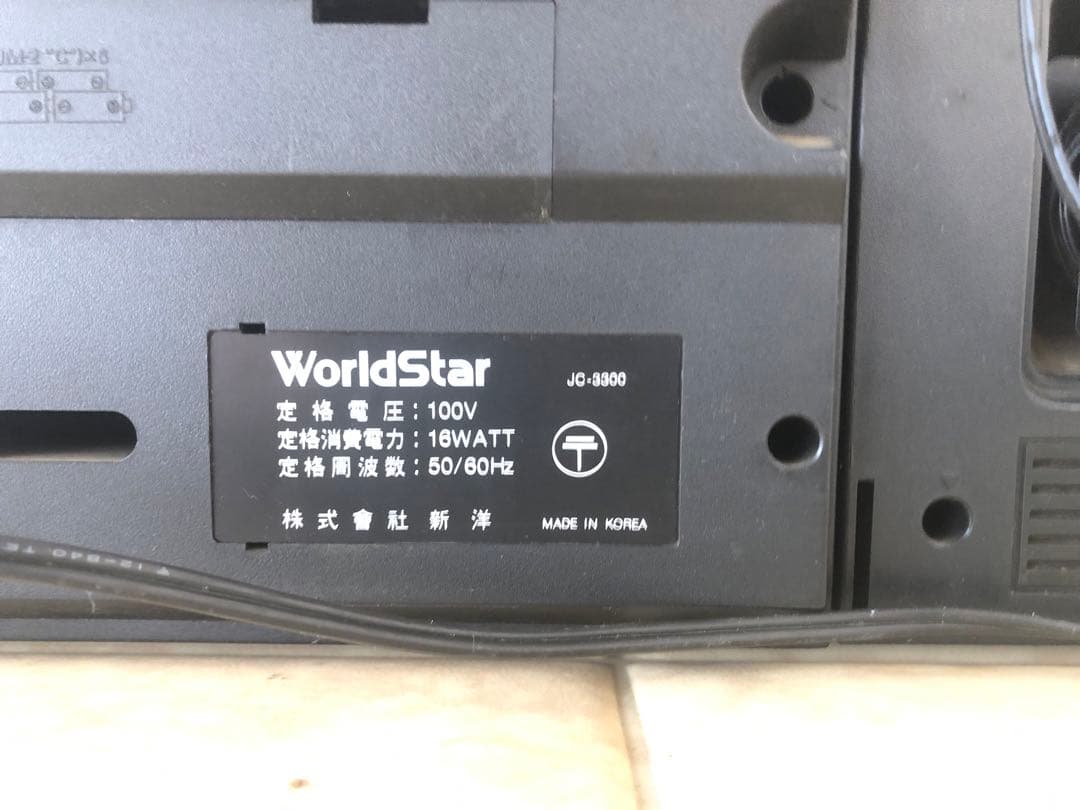 "C")×6
WorldStar
JC-3300
定格電圧:100V
定格消費電力:16WATT
定格周波数:50/60Hz
〒
株式會社新洋
MADE IN KOREA